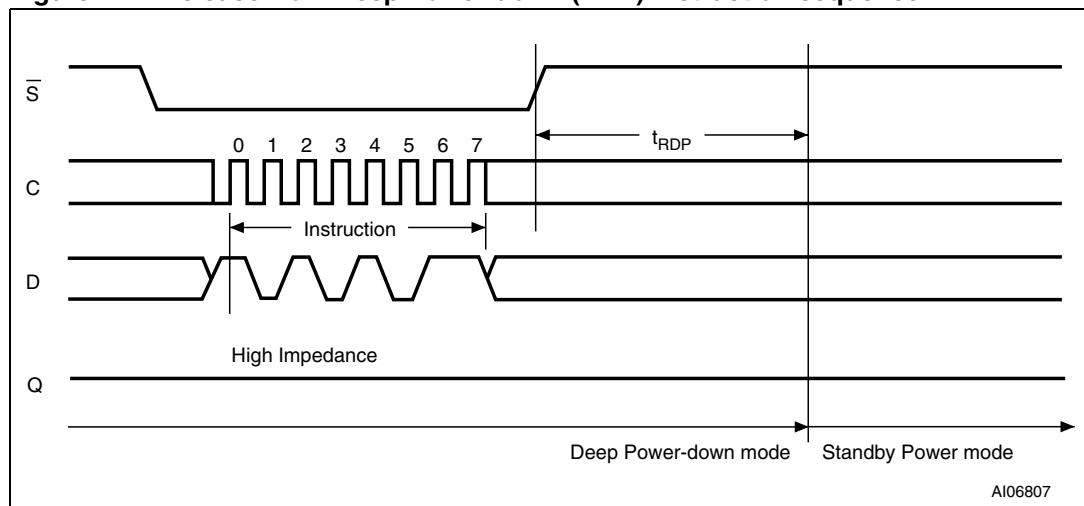 S
0 1 2 3 4 5 6 7
tRDP
C
Instruction
D
High Impedance
Q
Deep Power-down mode Standby Power mode
AI06807